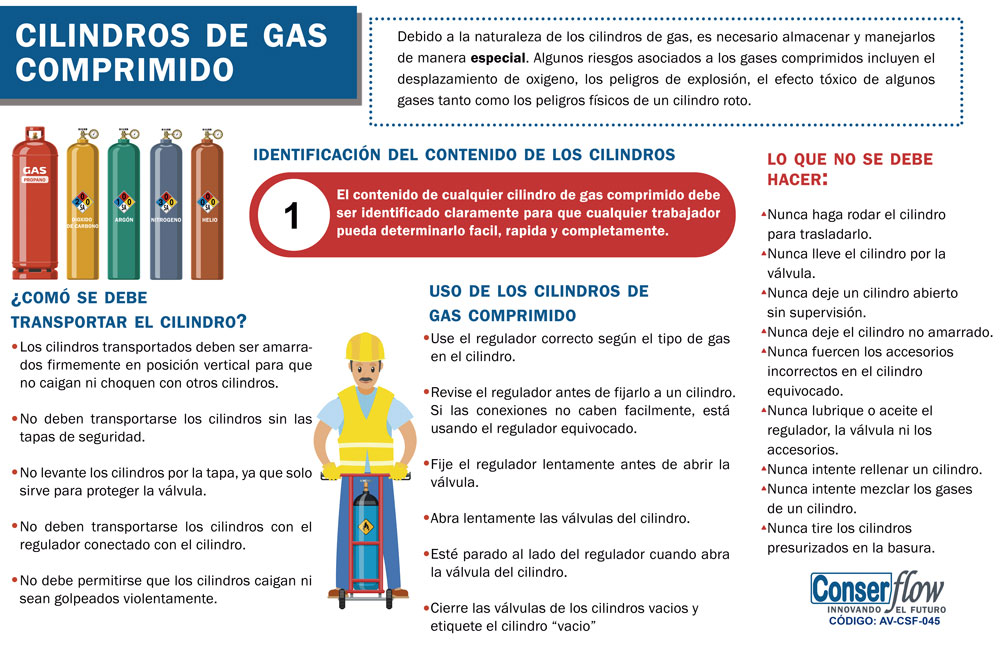 CILINDROS DE GAS
COMPRIMIDO
Debido a la naturaleza de los cilindros de gas, es necesario almacenar y manejarlos
de manera especial. Algunos riesgos asociados a los gases comprimidos incluyen el
desplazamiento de oxigeno, los peligros de explosión, el efecto tóxico de algunos
gases tanto como los peligros físicos de un cilindro roto.
GAS
PROPANO
DIÓXIDO
DE CARBONO
ARGÓN
NITROGENO
HELIO
IDENTIFICACIÓN DEL CONTENIDO DE LOS CILINDROS
1
El contenido de cualquier cilindro de gas comprimido debe
ser identificado claramente para que cualquier trabajador
pueda determinarlo facil, rapida y completamente.
¿COMÓ SE DEBE
TRANSPORTAR EL CILINDRO?
•Los cilindros transportados deben ser amarra-
dos firmemente en posición vertical para que
no caigan ni choquen con otros cilindros.
•No deben transportarse los cilindros sin las
tapas de seguridad.
•No levante los cilindros por la tapa, ya que solo
sirve para proteger la válvula.
•No deben transportarse los cilindros con el
regulador conectado con el cilindro.
•No debe permitirse que los cilindros caigan ni
sean golpeados violentamente.
USO DE LOS CILINDROS DE
GAS COMPRIMIDO
•Use el regulador correcto según el tipo de gas
en el cilindro.
•Revise el regulador antes de fijarlo a un cilindro.
Si las conexiones no caben facilmente, está
usando el regulador equivocado.
•Fije el regulador lentamente antes de abrir la
válvula.
•Abra lentamente las válvulas del cilindro.
•Esté parado al lado del regulador cuando abra
la válvula del cilindro.
•Cierre las válvulas de los cilindros vacios y
etiquete el cilindro “vacio”
LO QUE NO SE DEBE
HACER:
▲Nunca haga rodar el cilindro
para trasladarlo.
▲Nunca lleve el cilindro por la
válvula.
▲Nunca deje un cilindro abierto
sin supervisión.
▲Nunca deje el cilindro no amarrado.
▲Nunca fuercen los accesorios
incorrectos en el cilindro
equivocado.
▲Nunca lubrique o aceite el
regulador, la válvula ni los
accesorios.
▲Nunca intente rellenar un cilindro.
▲Nunca intente mezclar los gases
de un cilindro.
▲Nunca tire los cilindros
presurizados en la basura.
Conserflow
INNOVANDO EL FUTURO
CÓDIGO: AV-CSF-045